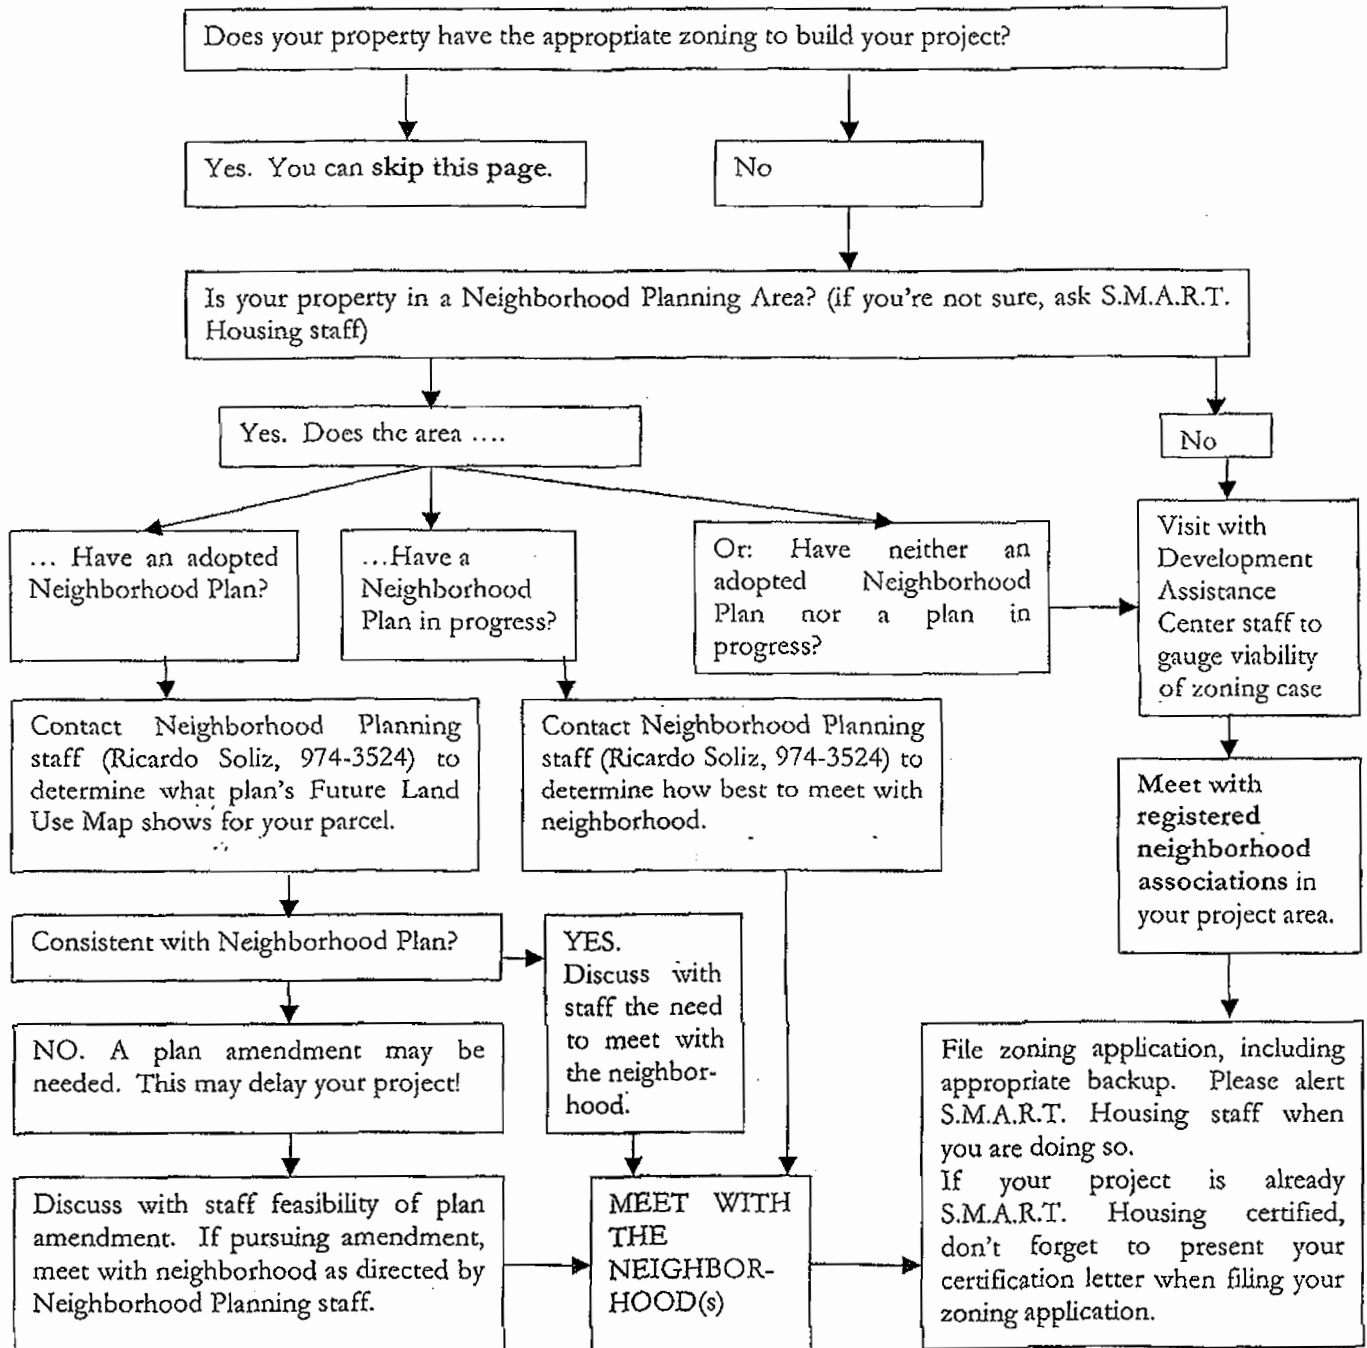 Does your property have the appropriate zoning to build your project?
Yes. You can skip this page.
No
Is your property in a Neighborhood Planning Area? (if you're not sure, ask S.M.A.R.T.
Housing staff)
Yes. Does the area ....
No
... Have an adopted
Neighborhood Plan?
...Have a
Neighborhood
Plan in progress?
Or: Have neither an
adopted Neighborhood
Plan nor a plan in
progress?
Visit with
Development
Assistance
Center staff to
gauge viability
of zoning case
Contact Neighborhood Planning
staff (Ricardo Soliz, 974-3524) to
determine what plan's Future Land
Use Map shows for your parcel.
Contact Neighborhood Planning
staff (Ricardo Soliz, 974-3524) to
determine how best to meet with
neighborhood.
Meet with
registered
neighborhood
associations in
your project area.
Consistent with Neighborhood Plan?
YES.
Discuss with
staff the need
to meet with
the neighbor-
hood.
NO. A plan amendment may be
needed. This may delay your project!
Discuss with staff feasibility of plan
amendment. If pursuing amendment,
meet with neighborhood as directed by
Neighborhood Planning staff.
MEET WITH
THE
NEIGHBOR-
HOOD(s)
File zoning application, including
appropriate backup. Please alert
S.M.A.R.T. Housing staff when
you are doing so.
If your project is already
S.M.A.R.T. Housing certified,
don't forget to present your
certification letter when filing your
zoning application.